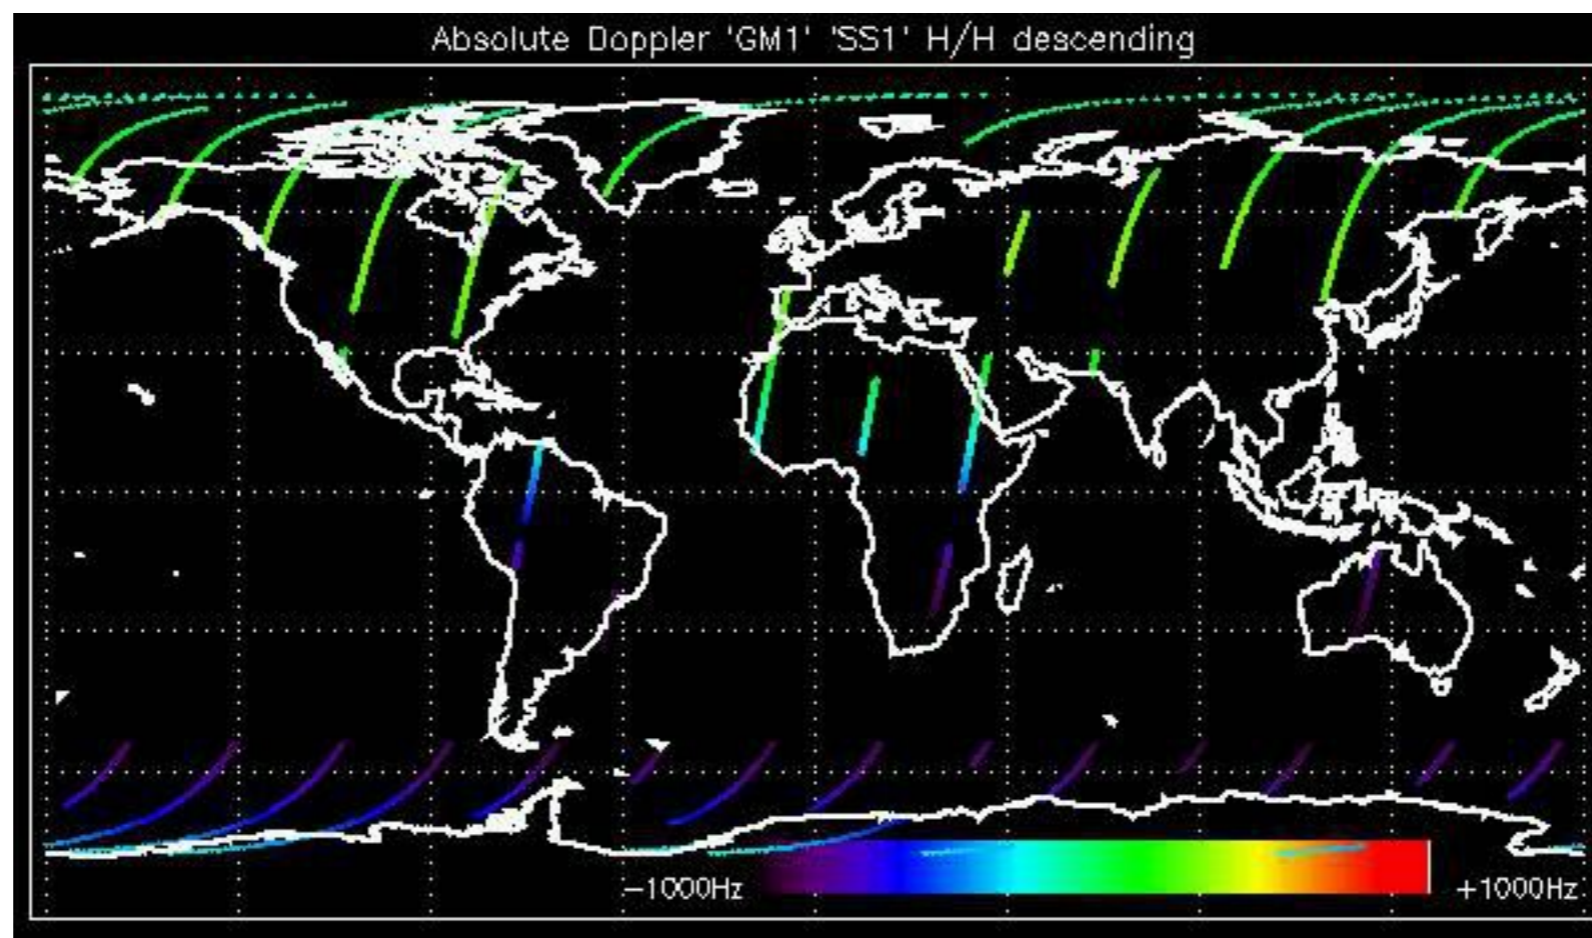 Absolute Doppler 'GM1' 'SS1' H/H descending
-1000Hz
+1000Hz